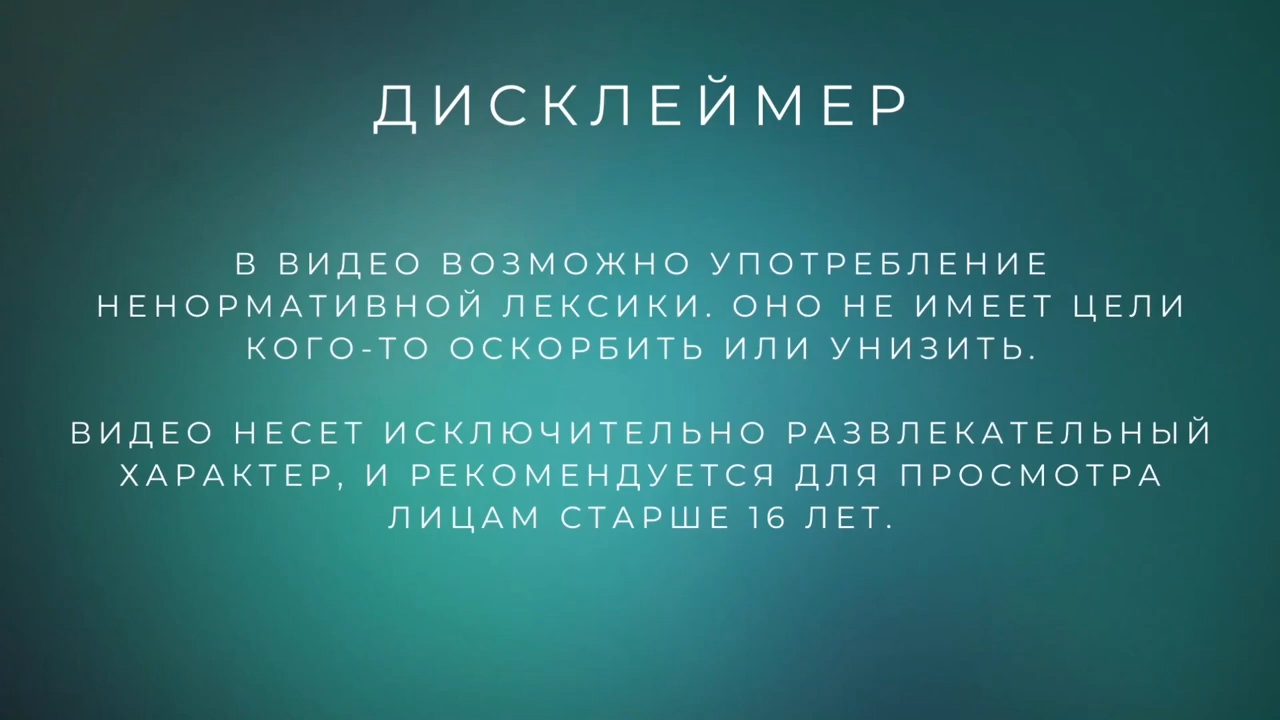 ДИСКЛЕЙМЕР
В ВИДЕО ВОЗМОЖНО УПОТРЕБЛЕНИЕ
НЕНОРМАТИВНОЙ ЛЕКСИКИ. ОНО НЕ ИМЕЕТ ЦЕЛИ
КОГО-ТО ОСКОРБИТЬ ИЛИ УНИЗИТЬ.
ВИДЕО НЕСЕТ ИСКЛЮЧИТЕЛЬНО РАЗВЛЕКАТЕЛЬНЫЙ
ХАРАКТЕР, И РЕКОМЕНДУЕТСЯ ДЛЯ ПРОСМОТРА
ЛИЦАМ СТАРШЕ 16 ЛЕТ.